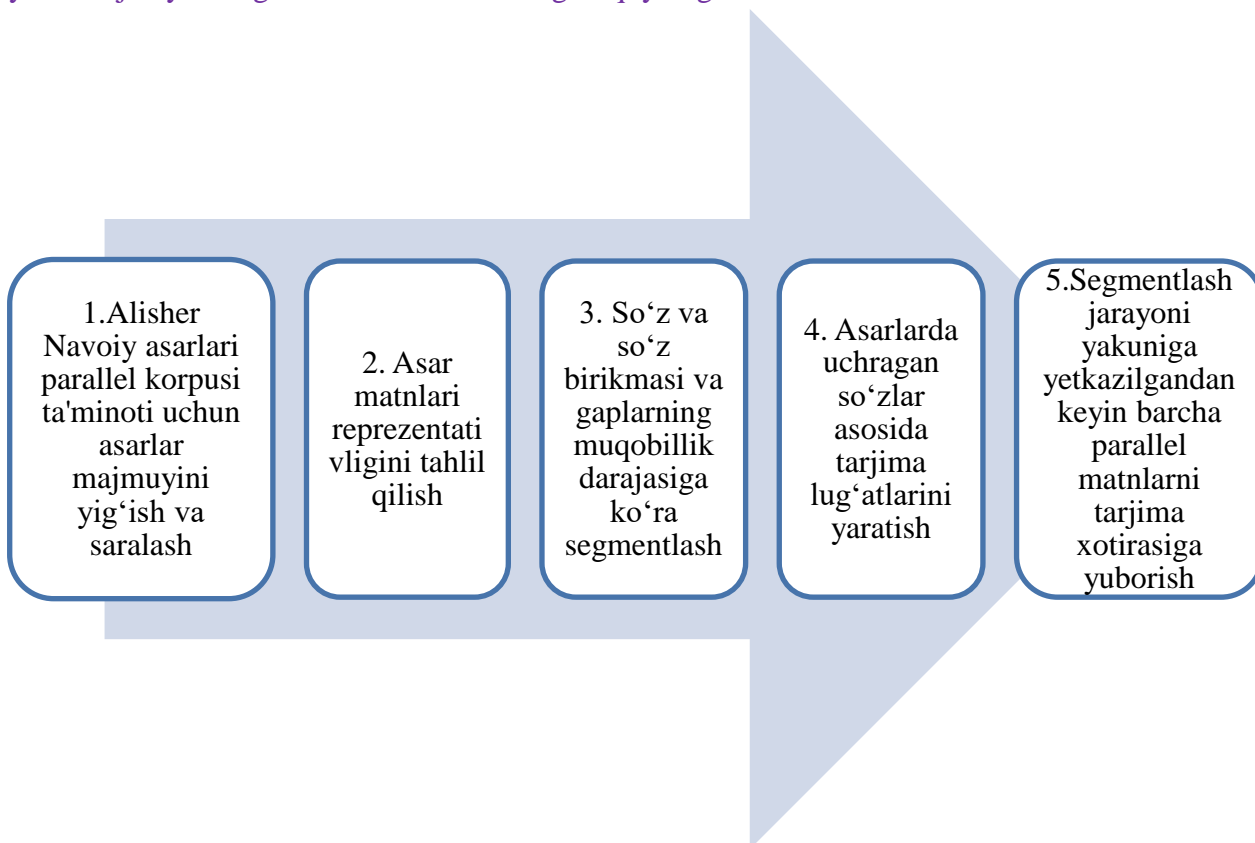 1.Alisher
Navoiy asarlari
parallel korpusi
ta'minoti uchun
asarlar
majmuyini
yig‘ish va
saralash
2. Asar
matnlari
reprezentati
vligini tahlil
qilish
3. So‘z va
so‘z
birikmasi va
gaplarning
muqobillik
darajasiga
ko‘ra
segmentlash
4. Asarlarda
uchragan
so‘zlar
asosida
tarjima
lug‘atlarini
yaratish
5.Segmentlash
jarayoni
yakuniga
yetkazilgandan
keyin barcha
parallel
matnlarni
tarjima
xotirasiga
yuborish